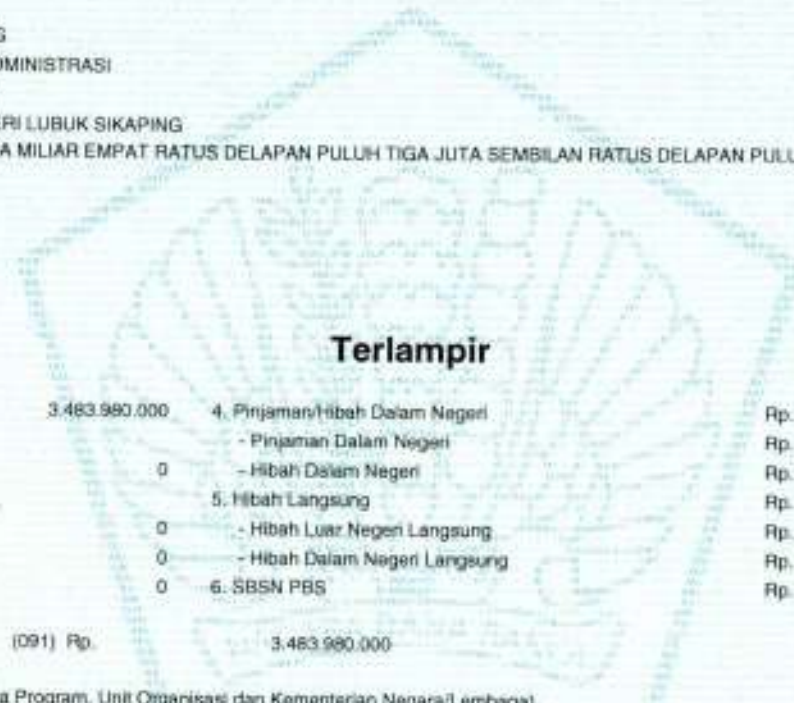 G
DMINISTRASI
ERI LUBUK SIKAPING
A MILIAR EMPAT RATUS DELAPAN PULUH TIGA JUTA SEMBILAN RATUS DELAPAN PULU
Terlampir
3.483.980.000 4. Pinjaman/Hibah Dalam Negeri Rp.
- Pinjaman Dalam Negeri Rp.
0 - Hibah Dalam Negeri Rp.
5. Hibah Langsung Rp.
0 - Hibah Luar Negeri Langsung Rp.
0 - Hibah Dalam Negeri Langsung Rp.
0 6. SBSN PBS Rp.
(091) Rp. 3.483.980.000
a Program, Unit Organisasi dan Kementerian Negara/Lembaga)